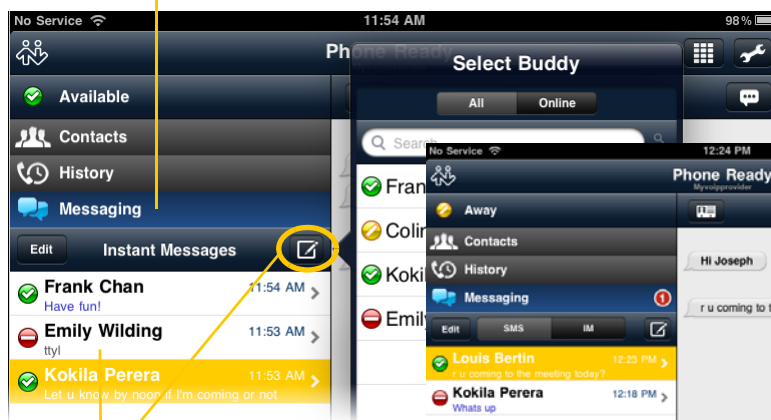 No Service 11:54 AM 98%
Phone Ready
Select Buddy
Available
All Online
Contacts
Search
History
Messaging
Edit Instant Messages
Fran
Colin
Koki
Emily
Frank Chan 11:54 AM
Have fun!
Emily Wilding 11:53 AM
ttyl
Kokila Perera 11:53 AM
Let u know by noon if I'm coming or not
No Service 12:24 PM
Phone Ready
Myvoipprovider
Away
Contacts
History
Messaging 1
Edit SMS IM
Louis Bertin 12:23 PM
r u coming to the meeting today?
Kokila Perera 12:18 PM
Whats up
Hi Joseph
r u coming to t